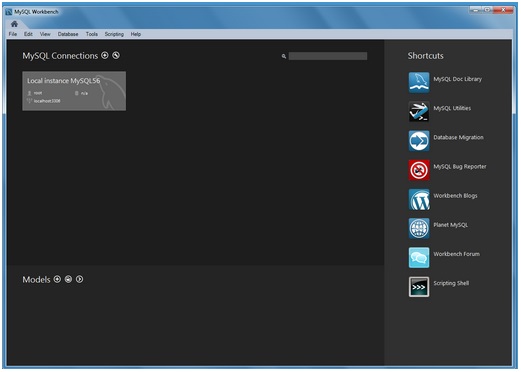 MySQL Workbench
File Edit View Database Tools Scripting Help
MySQL Connections
Local instance MySQL56
root
n/a
localhost:3306
Models
Shortcuts
MySQL Doc Library
MySQL Utilities
Database Migration
MySQL Bug Reporter
Workbench Blogs
Planet MySQL
Workbench Forum
Scripting Shell
>>>